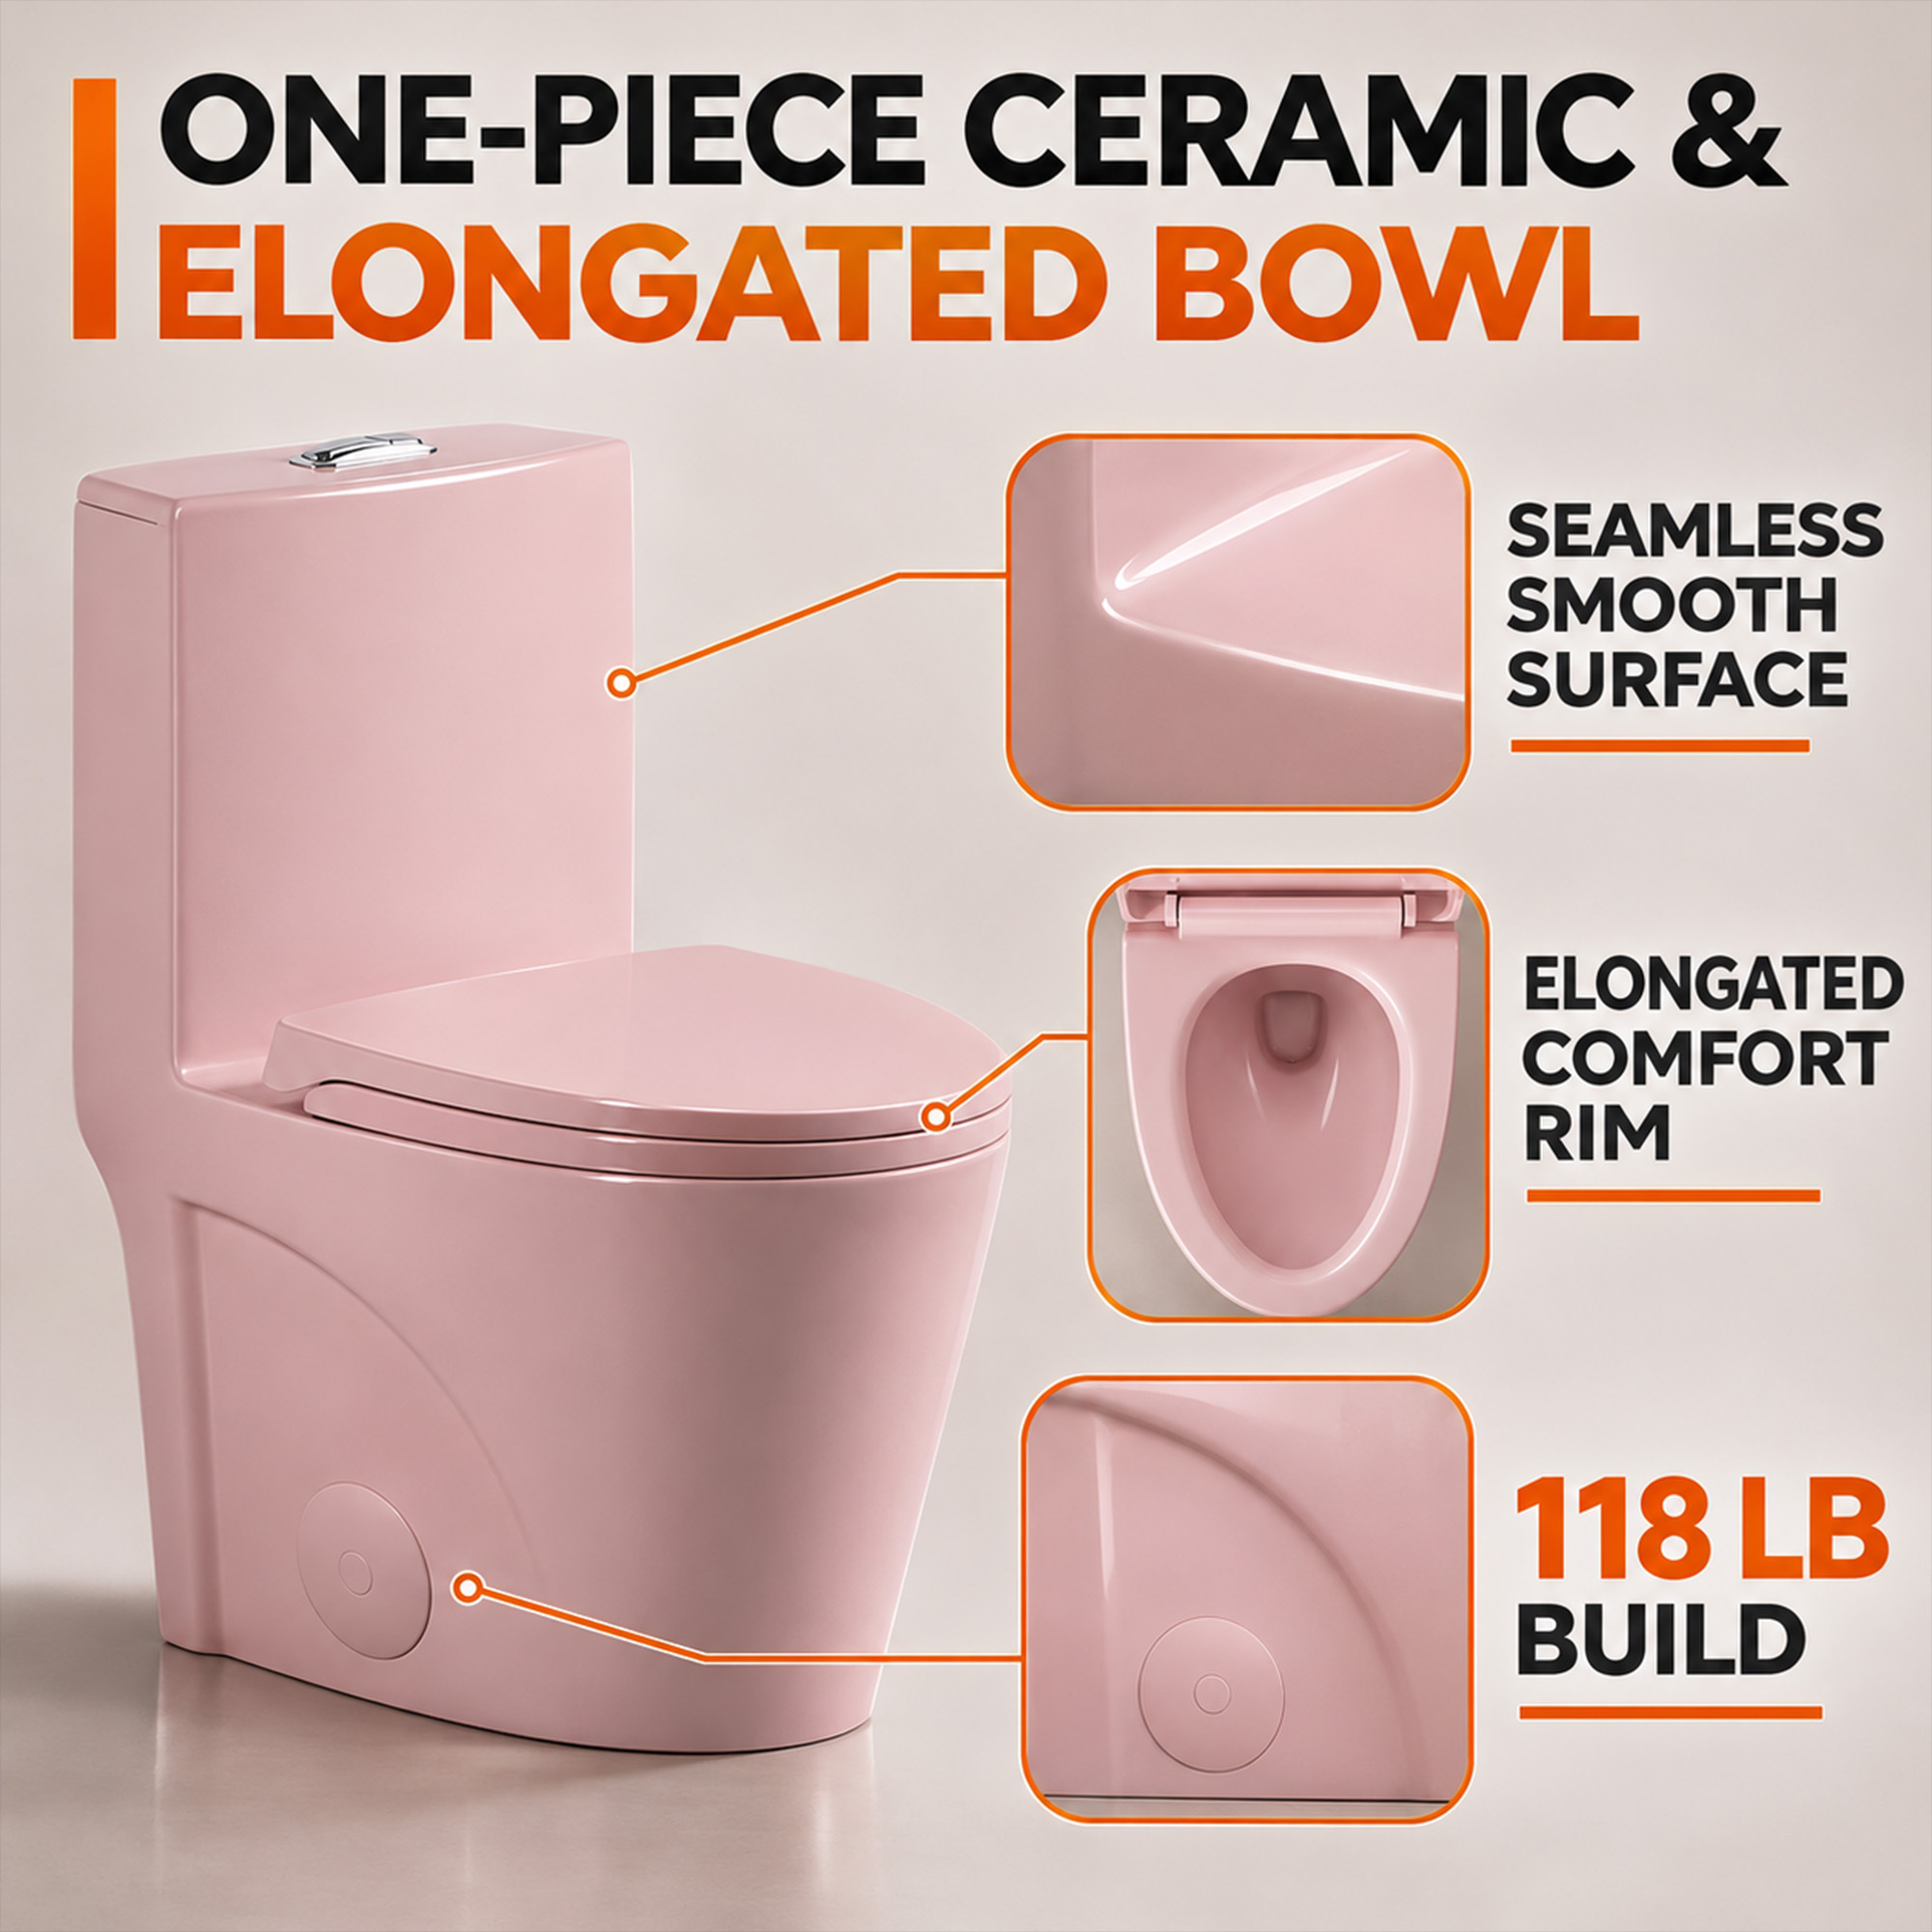 ONE-PIECE CERAMIC &
ELONGATED BOWL
SEAMLESS
SMOOTH
SURFACE
ELONGATED
COMFORT
RIM
118 LB
BUILD